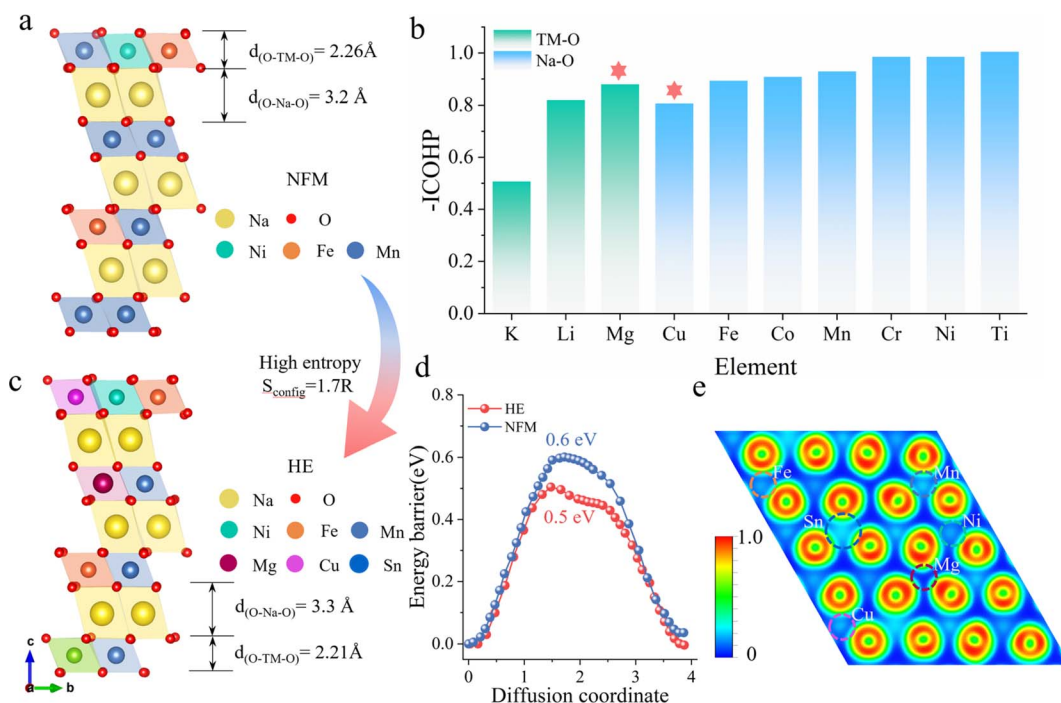 a
d(O-TM-O)= 2.26Å
d(O-Na-O)= 3.2 Å
NFM
Na O
Ni Fe Mn
High entropy
Sconfig=1.7R
b
TM-O
Na-O
-ICOHP
1.0
0.8
0.6
0.4
0.2
0.0
K Li Mg Cu Fe Co Mn Cr Ni Ti
Element
c
HE
Na O
Ni Fe Mn
Mg Cu Sn
d(O-Na-O)= 3.3 Å
d(O-TM-O)= 2.21Å
c
a b
d
HE
NFM
0.6 eV
0.5 eV
Energy barrier(eV)
0.8
0.6
0.4
0.2
0.0
0 1 2 3 4
Diffusion coordinate
e
Fe Mn
Sn Ni
Mg
Cu
1.0
0